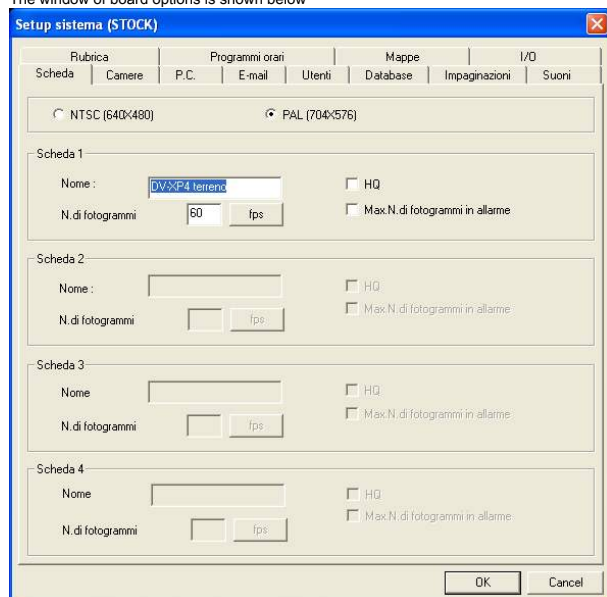 The window of board options is shown below
Setup sistema (STOCK)
Rubrica Programmi orari Mappe I/O
Scheda Camere P.C. E-mail Utenti Database Impaginazioni Suoni
NTSC (640X480) PAL (704X576)
Scheda 1
Nome : DV-XP4 terreno HQ
N.di fotogrammi 60 fps Max.N.di fotogrammi in allarme
Scheda 2
Nome : HQ
N.di fotogrammi fps Max.N.di fotogrammi in allarme
Scheda 3
Nome HQ
N.di fotogrammi fps Max.N.di fotogrammi in allarme
Scheda 4
Nome HQ
N.di fotogrammi fps Max.N.di fotogrammi in allarme
OK Cancel